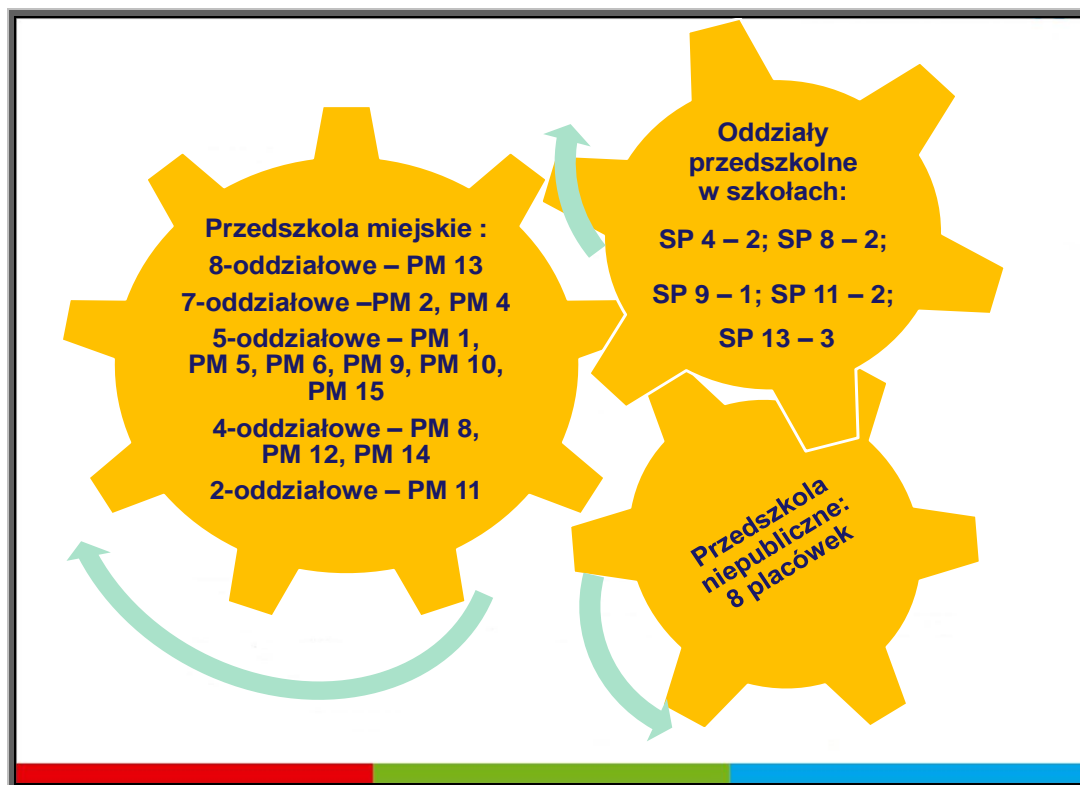 Przedszkola miejskie :
8-oddziałowe – PM 13
7-oddziałowe –PM 2, PM 4
5-oddziałowe – PM 1,
PM 5, PM 6, PM 9, PM 10,
PM 15
4-oddziałowe – PM 8,
PM 12, PM 14
2-oddziałowe – PM 11
Oddziały
przedszkolne
w szkołach:
SP 4 – 2; SP 8 – 2;
SP 9 – 1; SP 11 – 2;
SP 13 – 3
Przedszkola
niepubliczne:
8 placówek